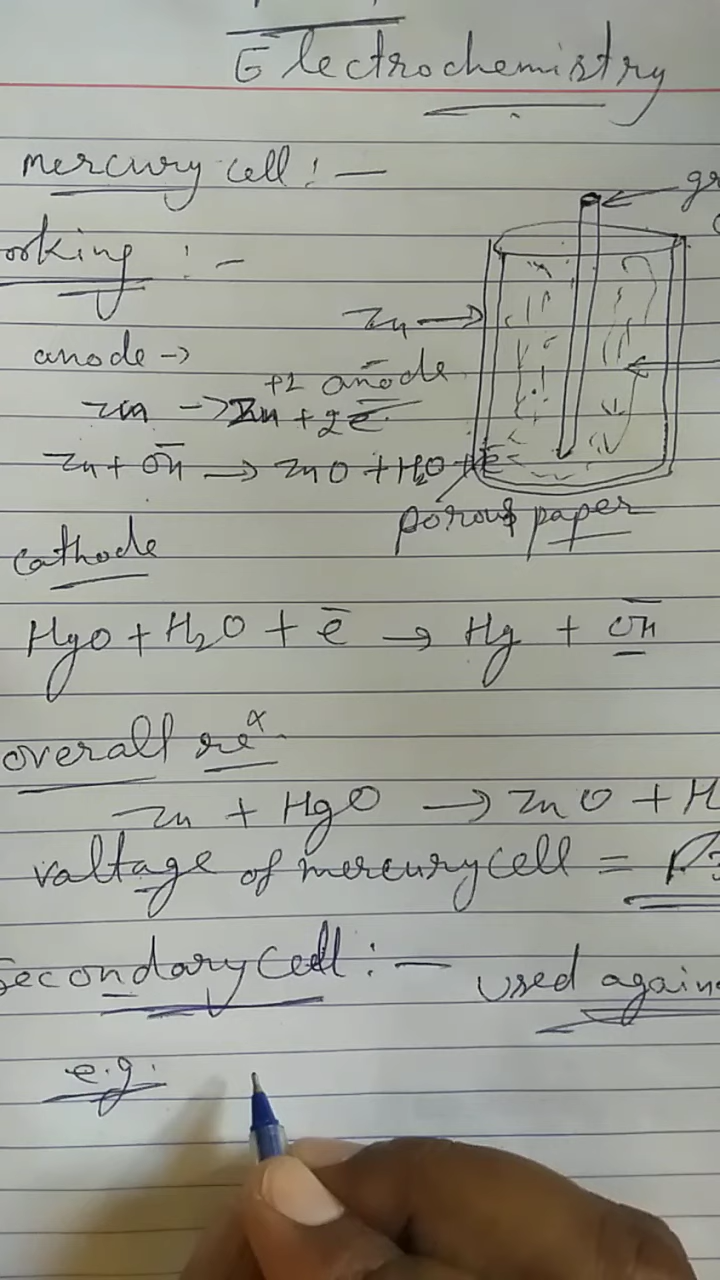 Electrochemistry
mercury cell : —
gr
orking : -
Zn →
anode ->
+2 anode
Zn -> Zn + 2e-
Zn + OH- -> ZnO + H2O + e-
porous paper
cathode
HgO + H2O + e- -> Hg + OH-
overall rex.
Zn + HgO -> ZnO + H
valtage of mercury cell =
Secondary Cell : — used again
e.g.